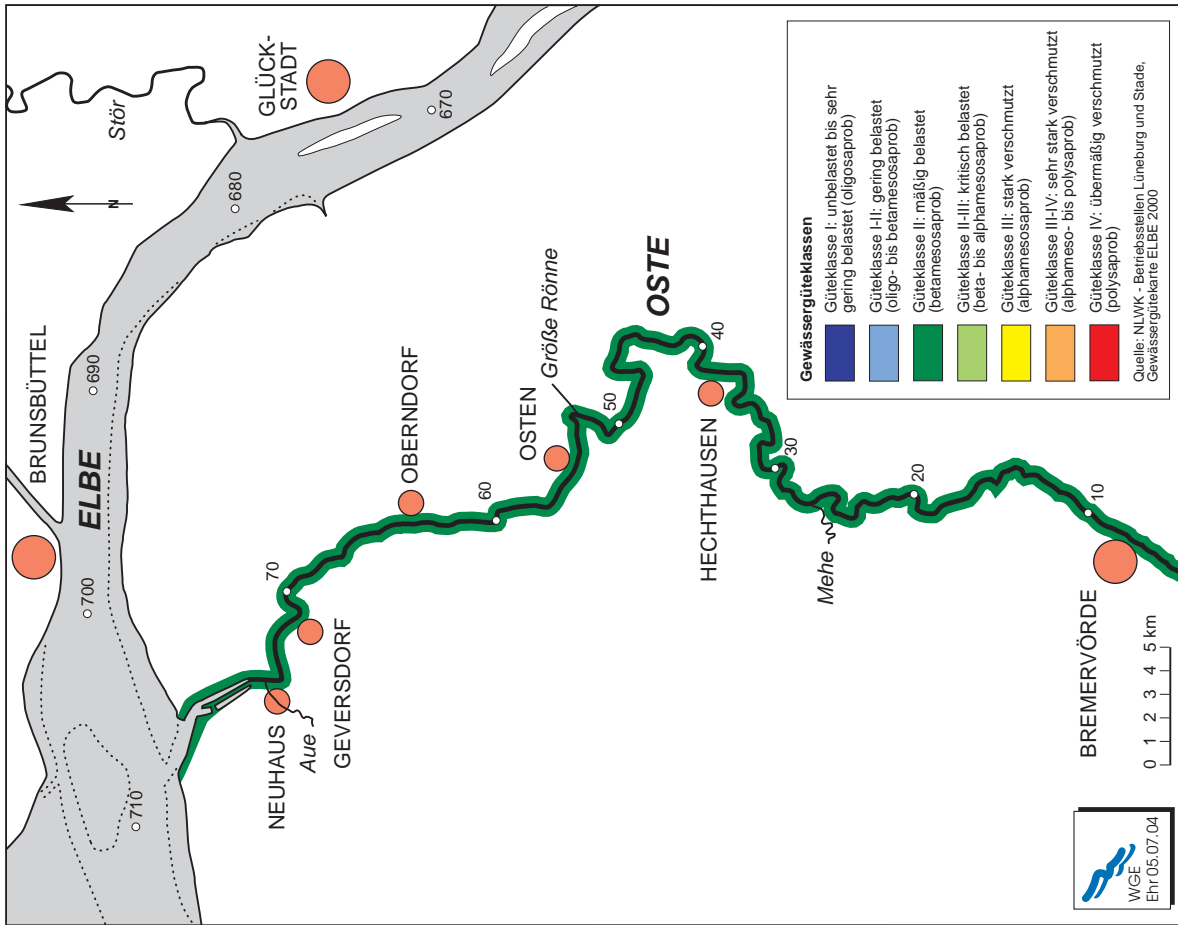 BRUNSBÜTTEL
Stör
N
GLÜCK-
STADT
ELBE
670
680
690
700
710
NEUHAUS
Aue
GEVERSDORF
70
OBERNDORF
60
OSTEN
Größe Rönne
50
OSTE
40
HECHTHAUSEN
30
Mehe
20
10
BREMERVÖRDE
0 1 2 3 4 5 km
WGE
Ehr 05.07.04
Gewässergüteklassen
Güteklasse I: unbelastet bis sehr
gering belastet (oligosaprob)
Güteklasse I-II: gering belastet
(oligo- bis betamesosaprob)
Güteklasse II: mäßig belastet
(betamesosaprob)
Güteklasse II-III: kritisch belastet
(beta- bis alphamesosaprob)
Güteklasse III: stark verschmutzt
(alphamesosaprob)
Güteklasse III-IV: sehr stark verschmutzt
(alphameso- bis polysaprob)
Güteklasse IV: übermäßig verschmutzt
(polysaprob)
Quelle: NLWK - Betriebsstellen Lüneburg und Stade,
Gewässergütekarte ELBE 2000